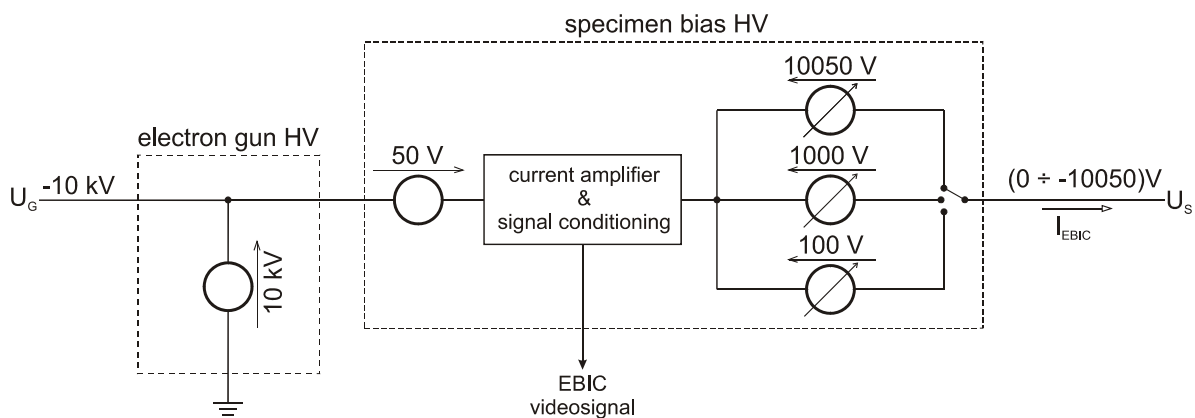 specimen bias HV
electron gun HV
10050 V
50 V
1000 V
100 V
current amplifier
&
signal conditioning
U_G
-10 kV
10 kV
(0 ÷ -10050)V
U_S
I_EBIC
EBIC
videosignal